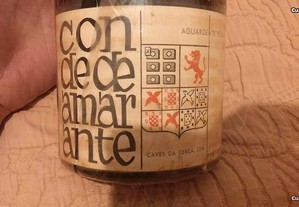 con
de de
amar
ante
AGUARDENTE
CAVES DA CERCA